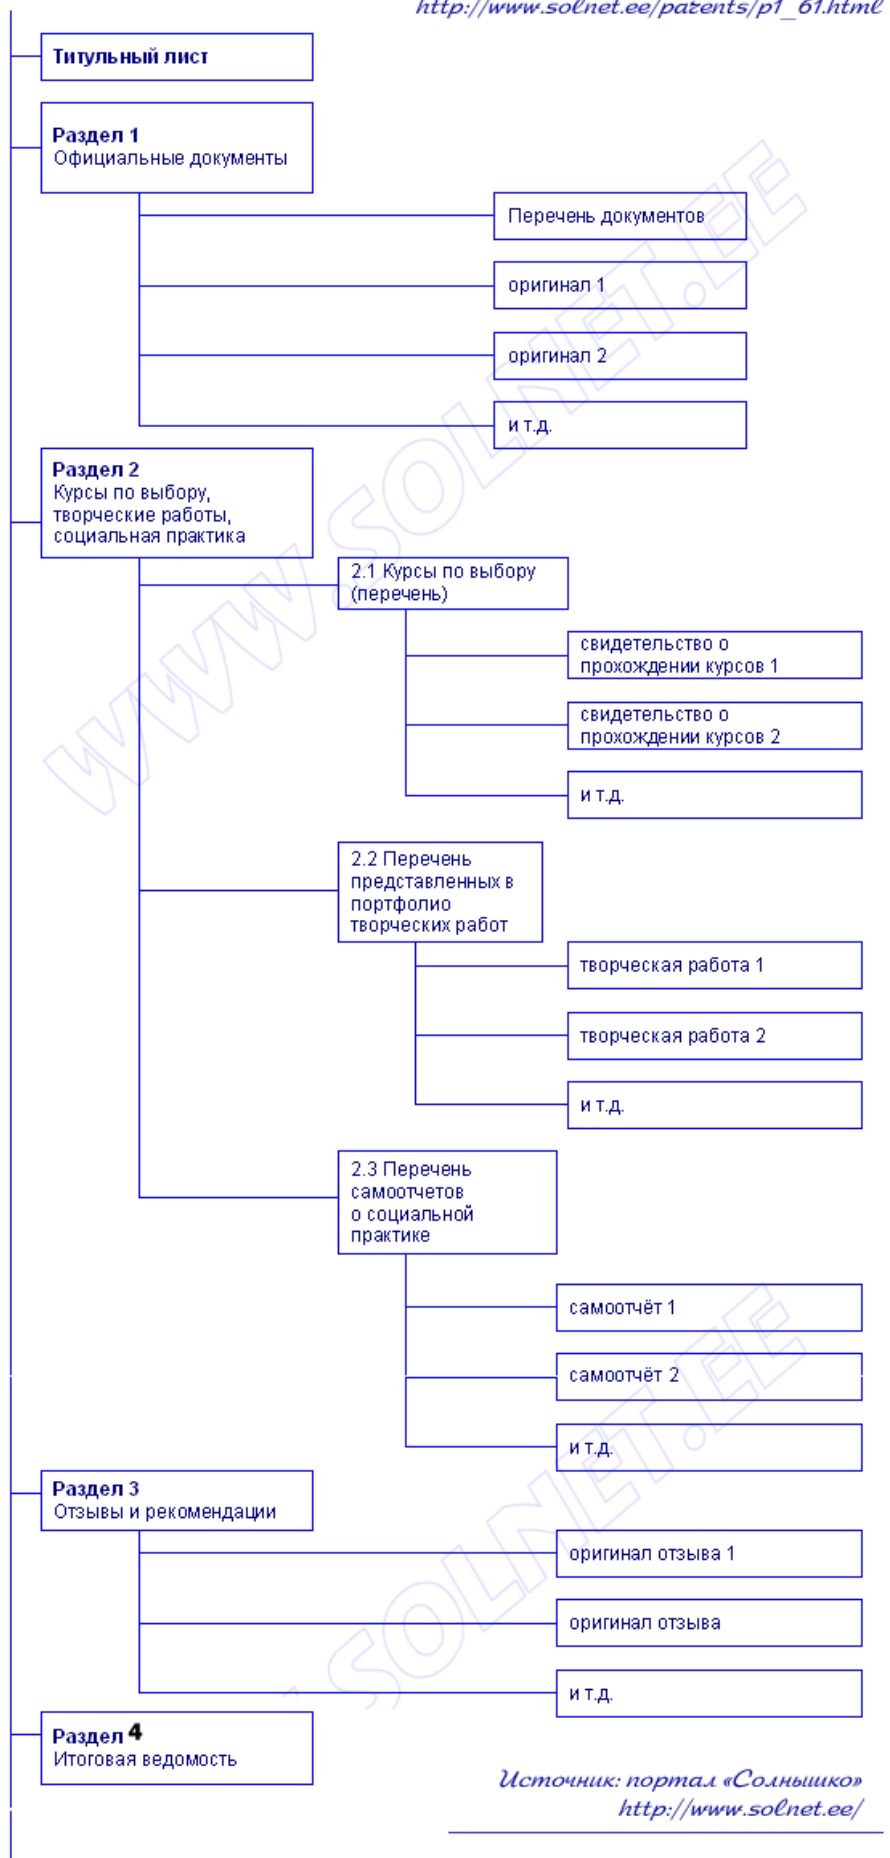 http://www.solnet.ee/parents/p1_61.html
Титульный лист
Раздел 1
Официальные документы
Перечень документов
оригинал 1
оригинал 2
и т.д.
Раздел 2
Курсы по выбору,
творческие работы,
социальная практика
2.1 Курсы по выбору
(перечень)
свидетельство о
прохождении курсов 1
свидетельство о
прохождении курсов 2
и т.д.
2.2 Перечень
представленных в
портфолио
творческих работ
творческая работа 1
творческая работа 2
и т.д.
2.3 Перечень
самоотчетов
о социальной
практике
самоотчёт 1
самоотчёт 2
и т.д.
Раздел 3
Отзывы и рекомендации
оригинал отзыва 1
оригинал отзыва
и т.д.
Раздел 4
Итоговая ведомость
Источник: портал «Солнышко»
http://www.solnet.ee/
WWW.SOLNET.EE
SOLNET.EE